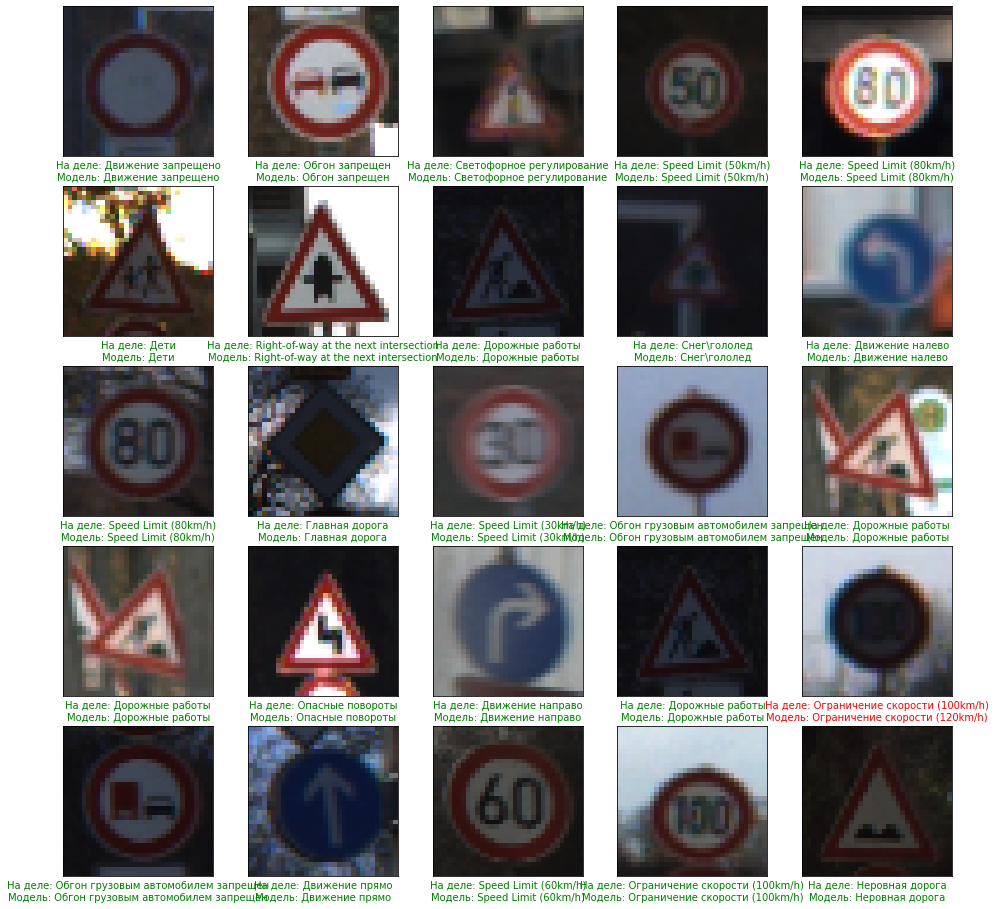 На деле: Движение запрещено
Модель: Движение запрещено
На деле: Обгон запрещен
Модель: Обгон запрещен
На деле: Светофорное регулирование
Модель: Светофорное регулирование
50
На деле: Speed Limit (50km/h)
Модель: Speed Limit (50km/h)
80
На деле: Speed Limit (80km/h)
Модель: Speed Limit (80km/h)
На деле: Дети
Модель: Дети
На деле: Right-of-way at the next intersection
Модель: Right-of-way at the next intersection
На деле: Дорожные работы
Модель: Дорожные работы
На деле: Снег\гололед
Модель: Снег\гололед
На деле: Движение налево
Модель: Движение налево
80
На деле: Speed Limit (80km/h)
Модель: Speed Limit (80km/h)
На деле: Главная дорога
Модель: Главная дорога
30
На деле: Speed Limit (30km/h)
Модель: Speed Limit (30km/h)
На деле: Обгон грузовым автомобилем запрещен
Модель: Обгон грузовым автомобилем запрещен
На деле: Дорожные работы
Модель: Дорожные работы
На деле: Дорожные работы
Модель: Дорожные работы
На деле: Опасные повороты
Модель: Опасные повороты
На деле: Движение направо
Модель: Движение направо
На деле: Дорожные работы
Модель: Дорожные работы
На деле: Ограничение скорости (100km/h)
Модель: Ограничение скорости (120km/h)
На деле: Обгон грузовым автомобилем запрещен
Модель: Обгон грузовым автомобилем запрещен
На деле: Движение прямо
Модель: Движение прямо
60
На деле: Speed Limit (60km/h)
Модель: Speed Limit (60km/h)
100
На деле: Ограничение скорости (100km/h)
Модель: Ограничение скорости (100km/h)
На деле: Неровная дорога
Модель: Неровная дорога